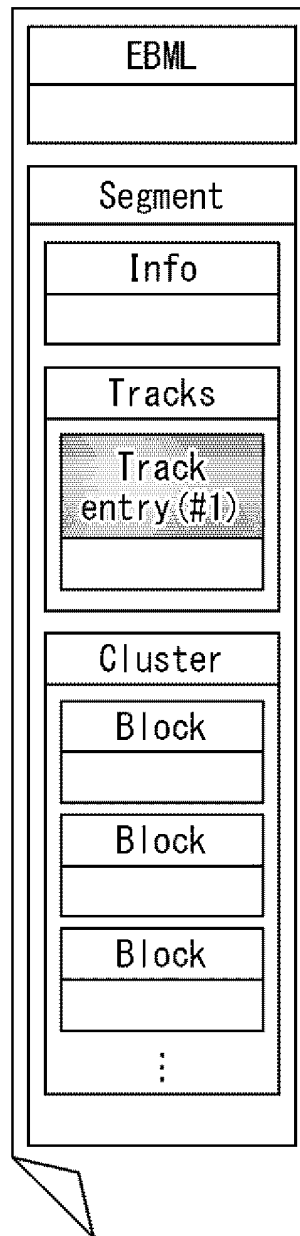 EBML
Segment
Info
Tracks
Track
entry(#1)
Cluster
Block
Block
Block
⋮